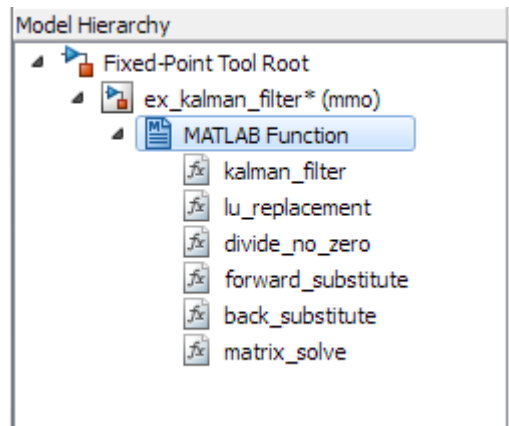 Model Hierarchy
Fixed-Point Tool Root
ex_kalman_filter* (mmo)
MATLAB Function
kalman_filter
lu_replacement
divide_no_zero
forward_substitute
back_substitute
matrix_solve